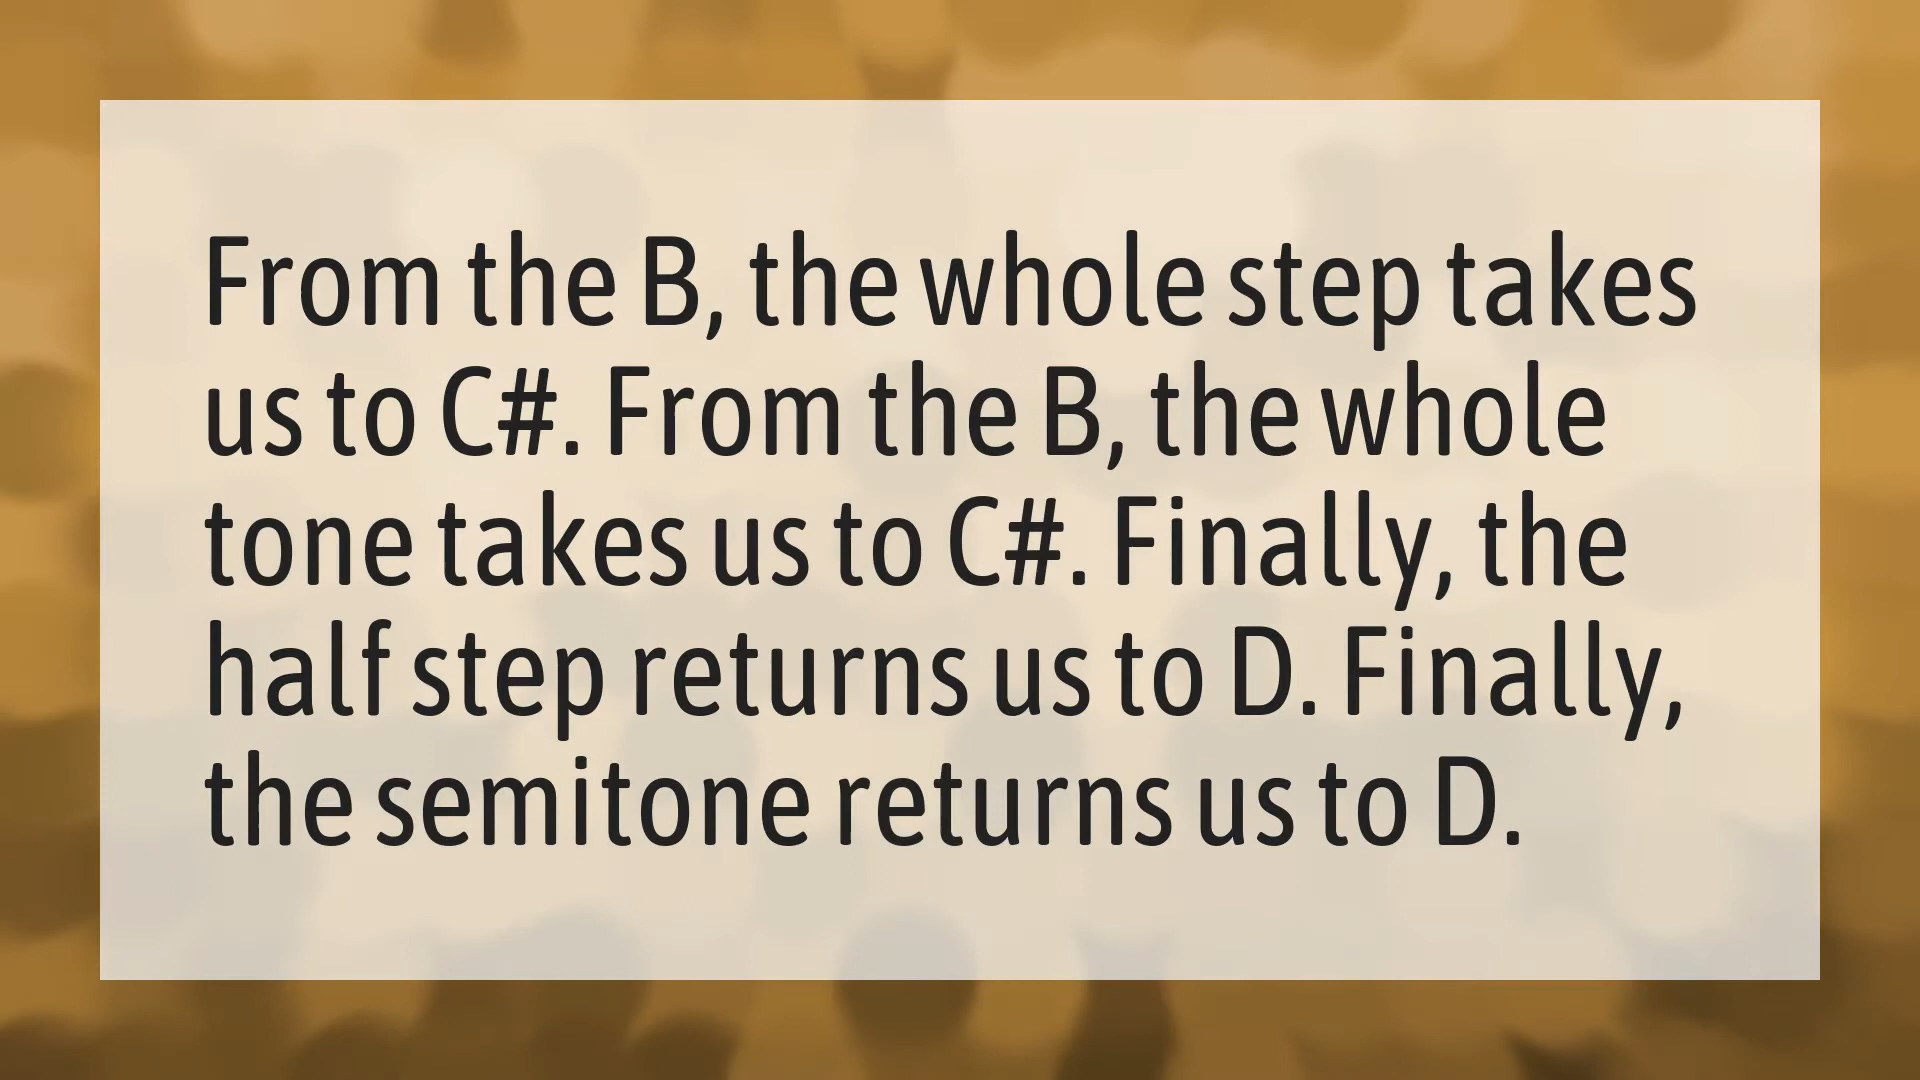 From the B, the whole step takes
us to C#. From the B, the whole
tone takes us to C#. Finally, the
half step returns us to D. Finally,
the semitone returns us to D.